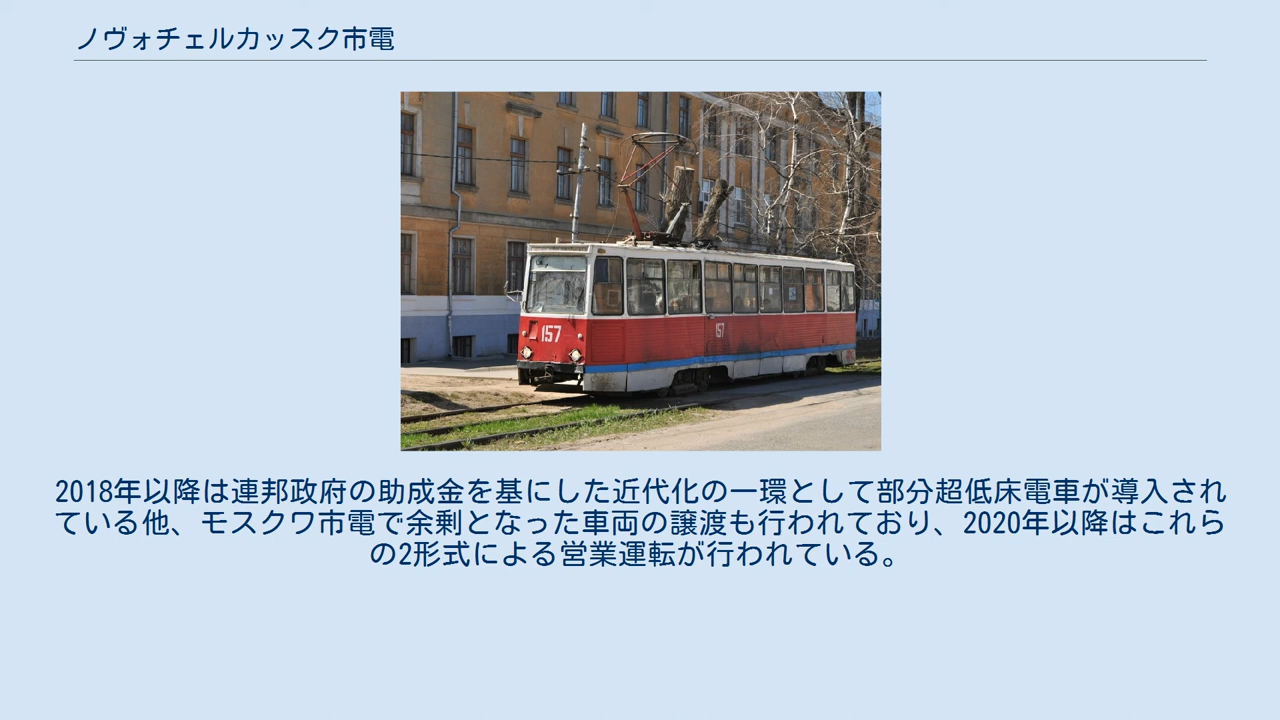 ノヴォチェルカッスク市電
157
157
2018年以降は連邦政府の助成金を基にした近代化の一環として部分超低床電車が導入され
ている他、モスクワ市電で余剰となった車両の譲渡も行われており、2020年以降はこれら
の2形式による営業運転が行われている。